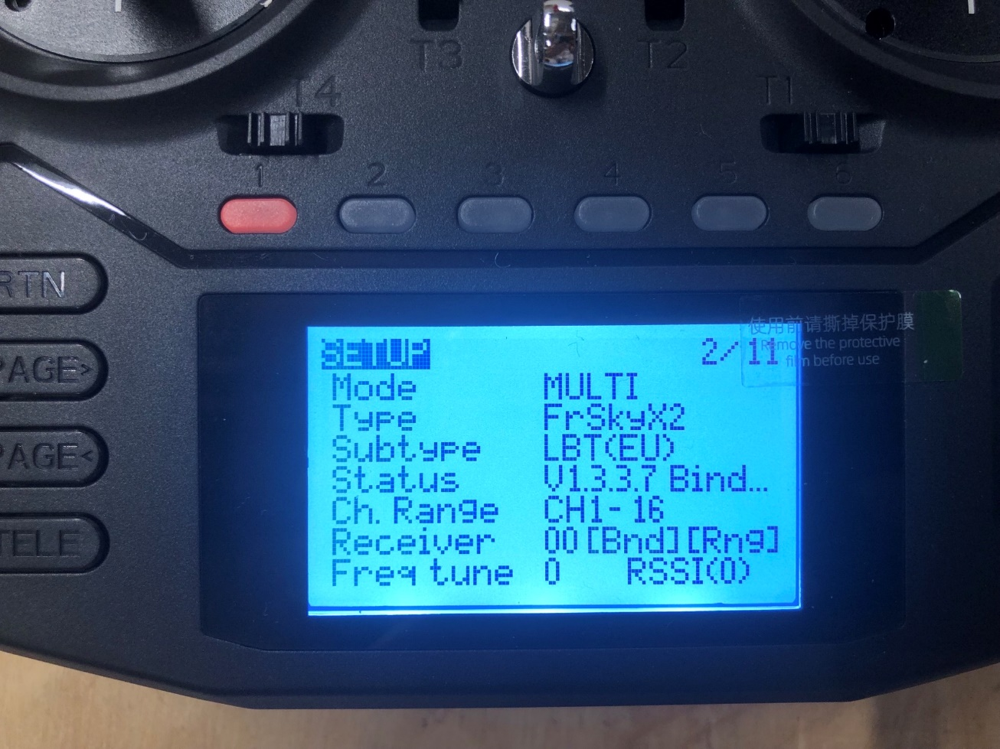 T3
T2
T4
T1
1 2 3 4 5 6
RTN
PAGE>
PAGE<
TELE
使用前请撕掉保护膜
Remove the protective
film before use
SETUP 2/11
Mode MULTI
Type FrSkyX2
Subtype LBT(EU)
Status V1.3.3.7 Bind...
Ch. Range CH1-16
Receiver 00 [Bnd][Rng]
Freq tune 0 RSSI(0)